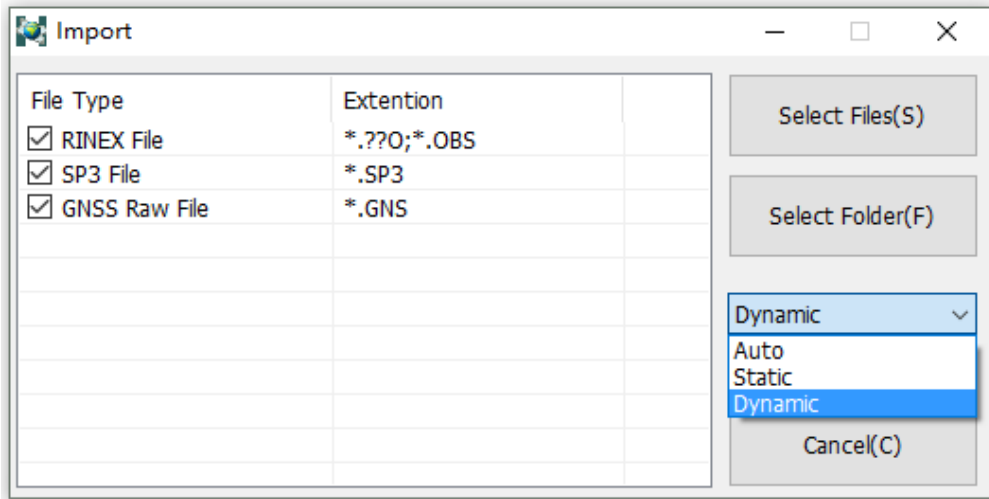 Import
File Type Extention
RINEX File *.??O;*.OBS
SP3 File *.SP3
GNSS Raw File *.GNS
Select Files(S)
Select Folder(F)
Dynamic
Auto
Static
Dynamic
Cancel(C)